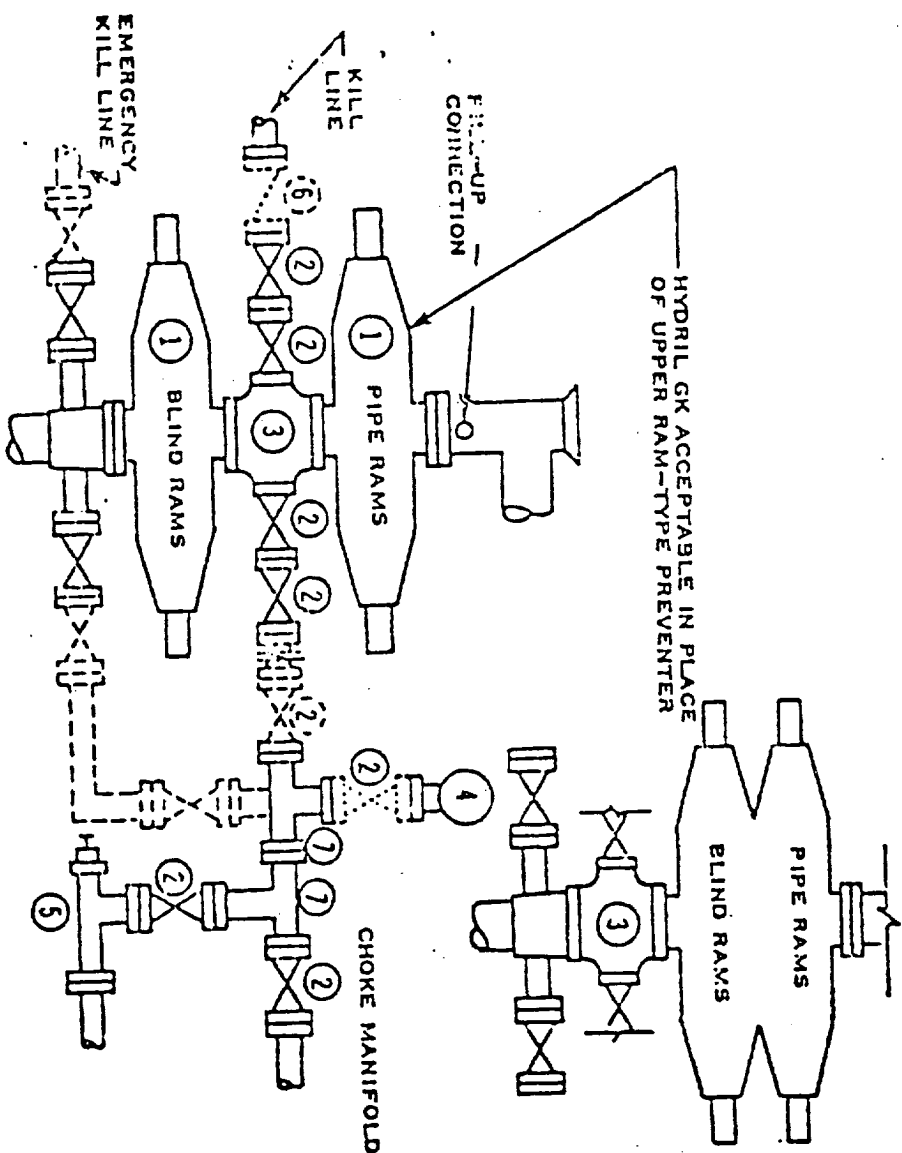 HYDRIL GK ACCEPTABLE IN PLACE
OF UPPER RAM-TYPE PREVENTER
-UP
CONNECTION
KILL
LINE
EMERGENCY
KILL LINE
1
PIPE RAMS
6
2
2
3
2
2
2
1
BLIND RAMS
2
4
7
7
2
2
5
CHOKE MANIFOLD
PIPE RAMS
BLIND RAMS
3